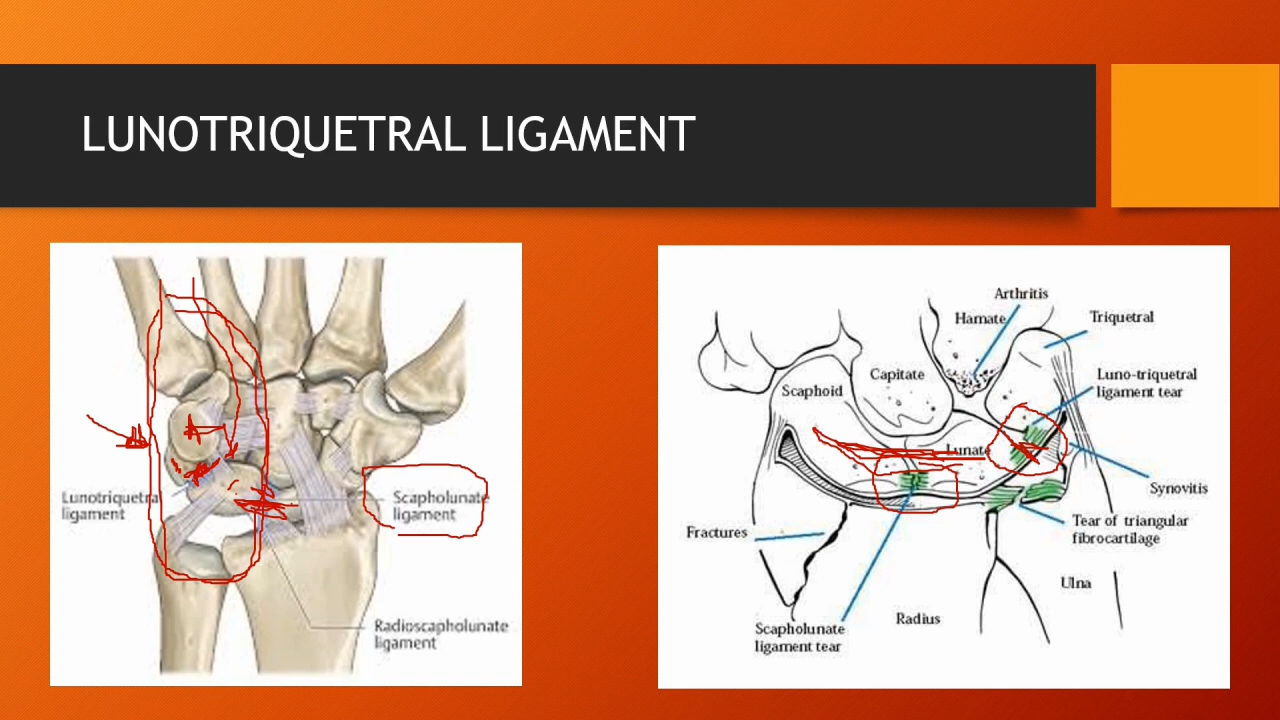 LUNOTRIQUETRAL LIGAMENT
Lunotriquetral
ligament
Scapholunate
ligament
Radioscapholunate
ligament
Arthritis
Hamate
Triquetral
Capitate
Scaphoid
Luno-triquetral
ligament tear
Lunate
Synovitis
Fractures
Tear of triangular
fibrocartilage
Ulna
Radius
Scapholunate
ligament tear